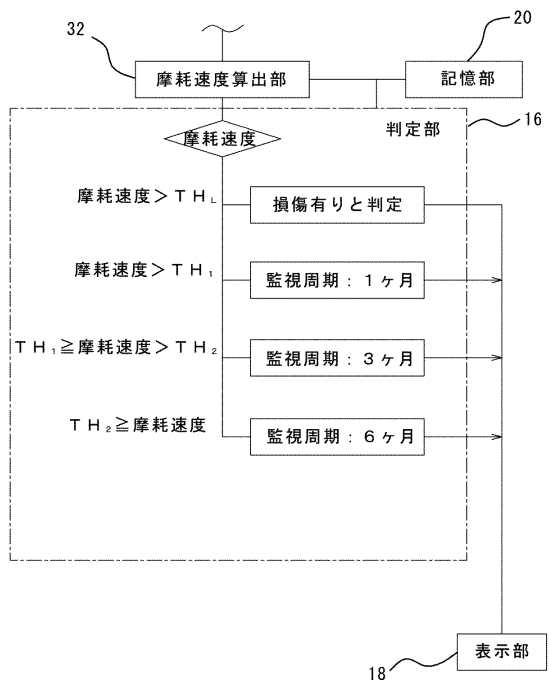 32
20
摩耗速度算出部
記憶部
16
判定部
摩耗速度
摩耗速度＞ＴＨL
損傷有りと判定
摩耗速度＞ＴＨ1
監視周期：１ヶ月
ＴＨ1≧摩耗速度＞ＴＨ2
監視周期：３ヶ月
ＴＨ2≧摩耗速度
監視周期：６ヶ月
表示部
18